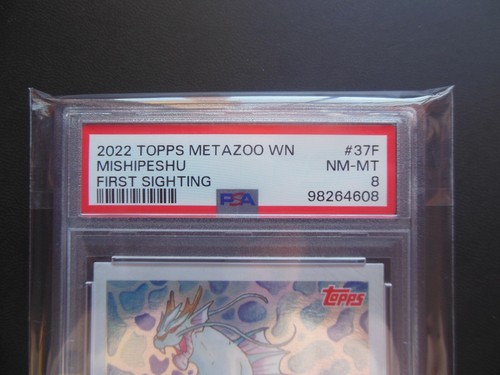 2022 TOPPS METAZOO WN #37F
MISHIPESHU NM-MT
FIRST SIGHTING 8
PSA 98264608
Topps